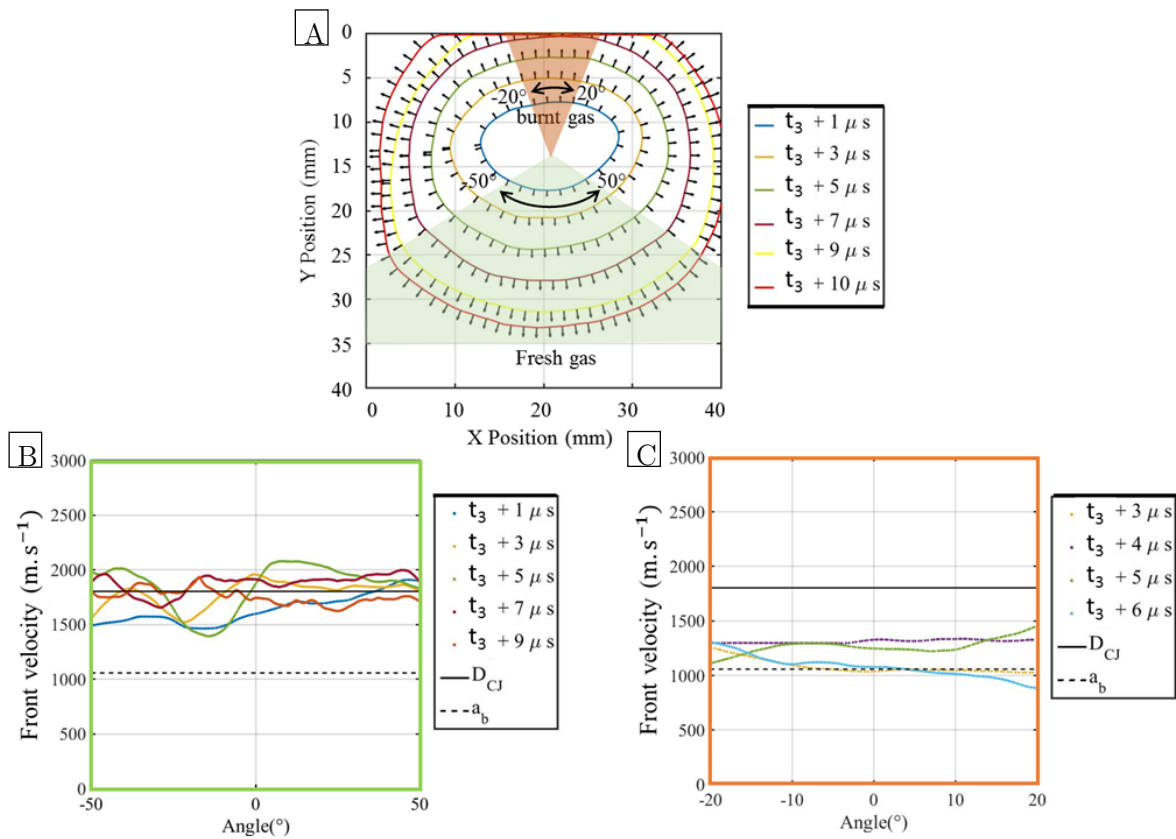 A
0
5
10
15
20
25
30
35
40
Y Position (mm)
-20° 20°
burnt gas
-50° 50°
Fresh gas
0 10 20 30 40
X Position (mm)
t₃ + 1 μ s
t₃ + 3 μ s
t₃ + 5 μ s
t₃ + 7 μ s
t₃ + 9 μ s
t₃ + 10 μ s
B
3000
2500
2000
1500
1000
500
0
Front velocity (m.s⁻¹)
-50 0 50
Angle(°)
t₃ + 1 μ s
t₃ + 3 μ s
t₃ + 5 μ s
t₃ + 7 μ s
t₃ + 9 μ s
D_CJ
a_b
C
3000
2500
2000
1500
1000
500
0
Front velocity (m.s⁻¹)
-20 -10 0 10 20
Angle(°)
t₃ + 3 μ s
t₃ + 4 μ s
t₃ + 5 μ s
t₃ + 6 μ s
D_CJ
a_b